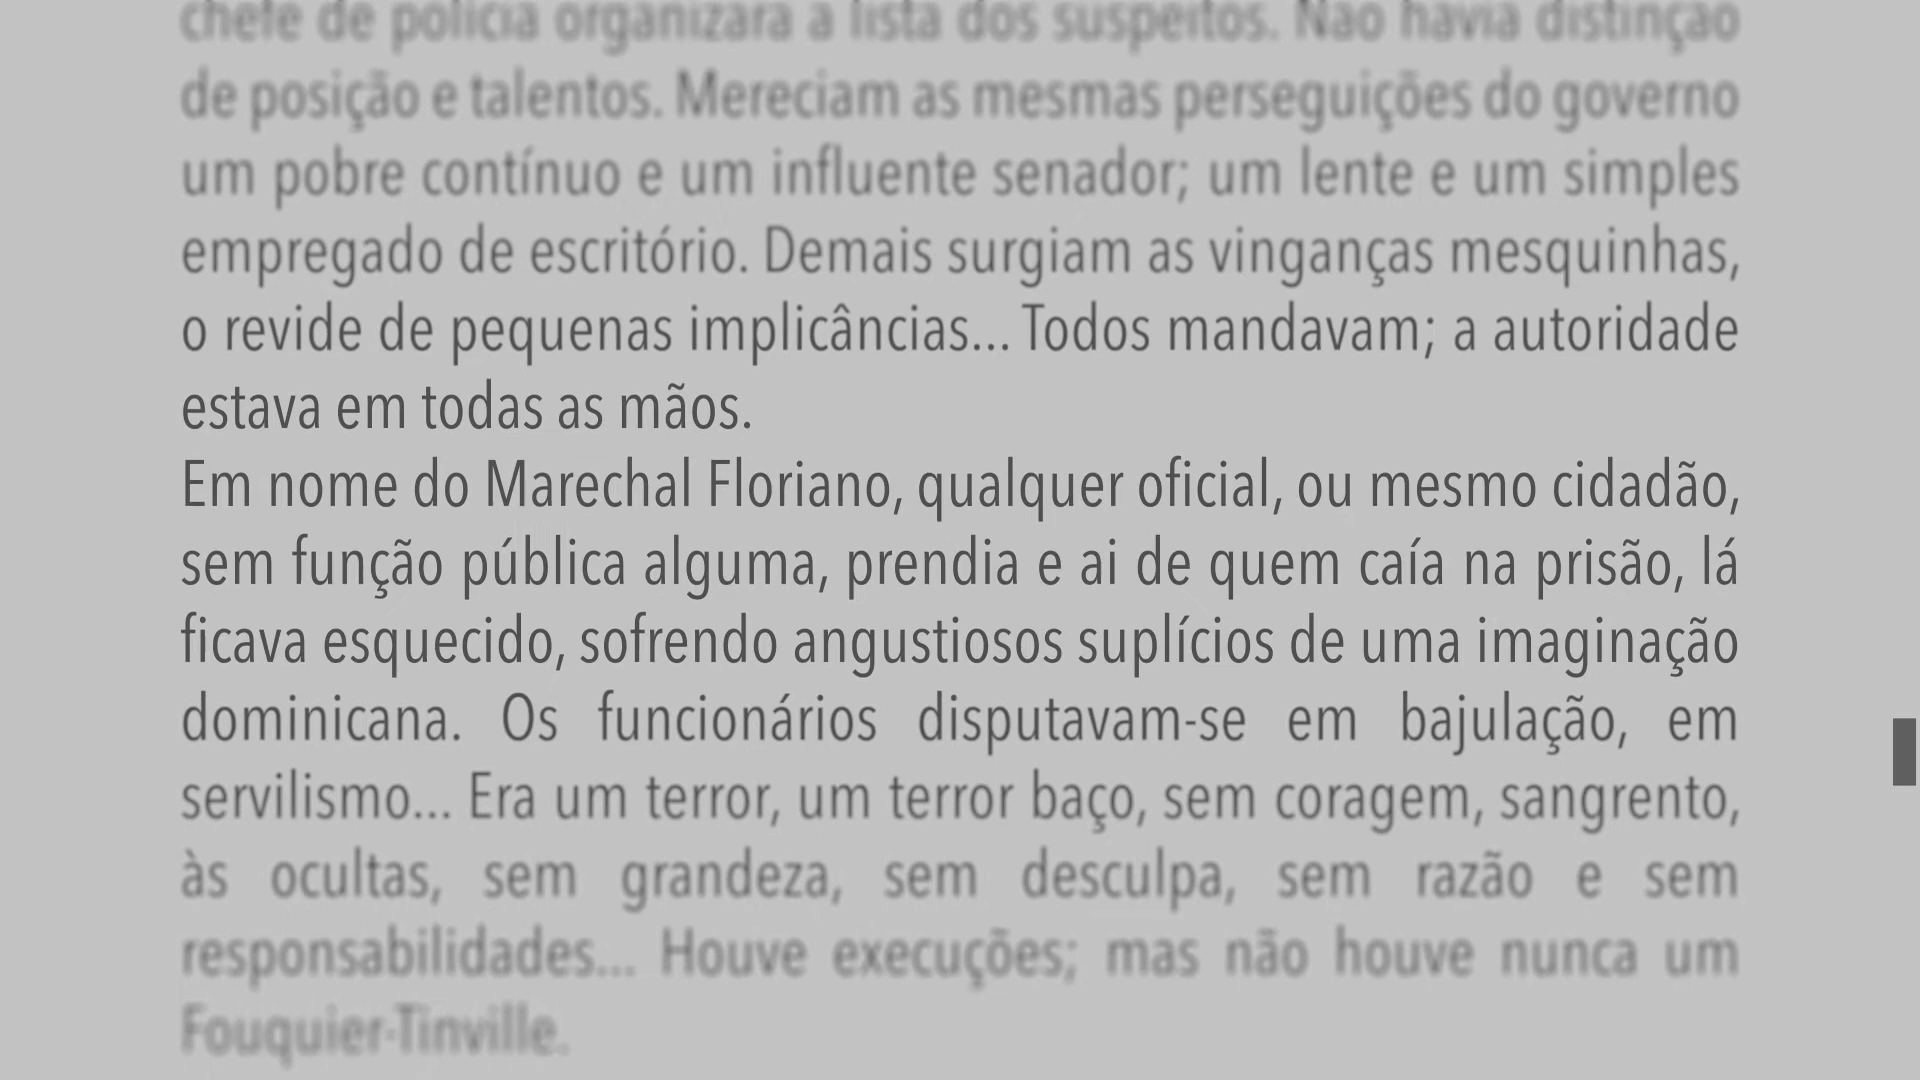 chefe de polícia organizara a lista dos suspeitos. Não havia distinção
de posição e talentos. Mereciam as mesmas perseguições do governo
um pobre contínuo e um influente senador; um lente e um simples
empregado de escritório. Demais surgiam as vinganças mesquinhas,
o revide de pequenas implicâncias... Todos mandavam; a autoridade
estava em todas as mãos.
Em nome do Marechal Floriano, qualquer oficial, ou mesmo cidadão,
sem função pública alguma, prendia e ai de quem caía na prisão, lá
ficava esquecido, sofrendo angustiosos suplícios de uma imaginação
dominicana. Os funcionários disputavam-se em bajulação, em
servilismo... Era um terror, um terror baço, sem coragem, sangrento,
às ocultas, sem grandeza, sem desculpa, sem razão e sem
responsabilidades... Houve execuções; mas não houve nunca um
Fouquier-Tinville.